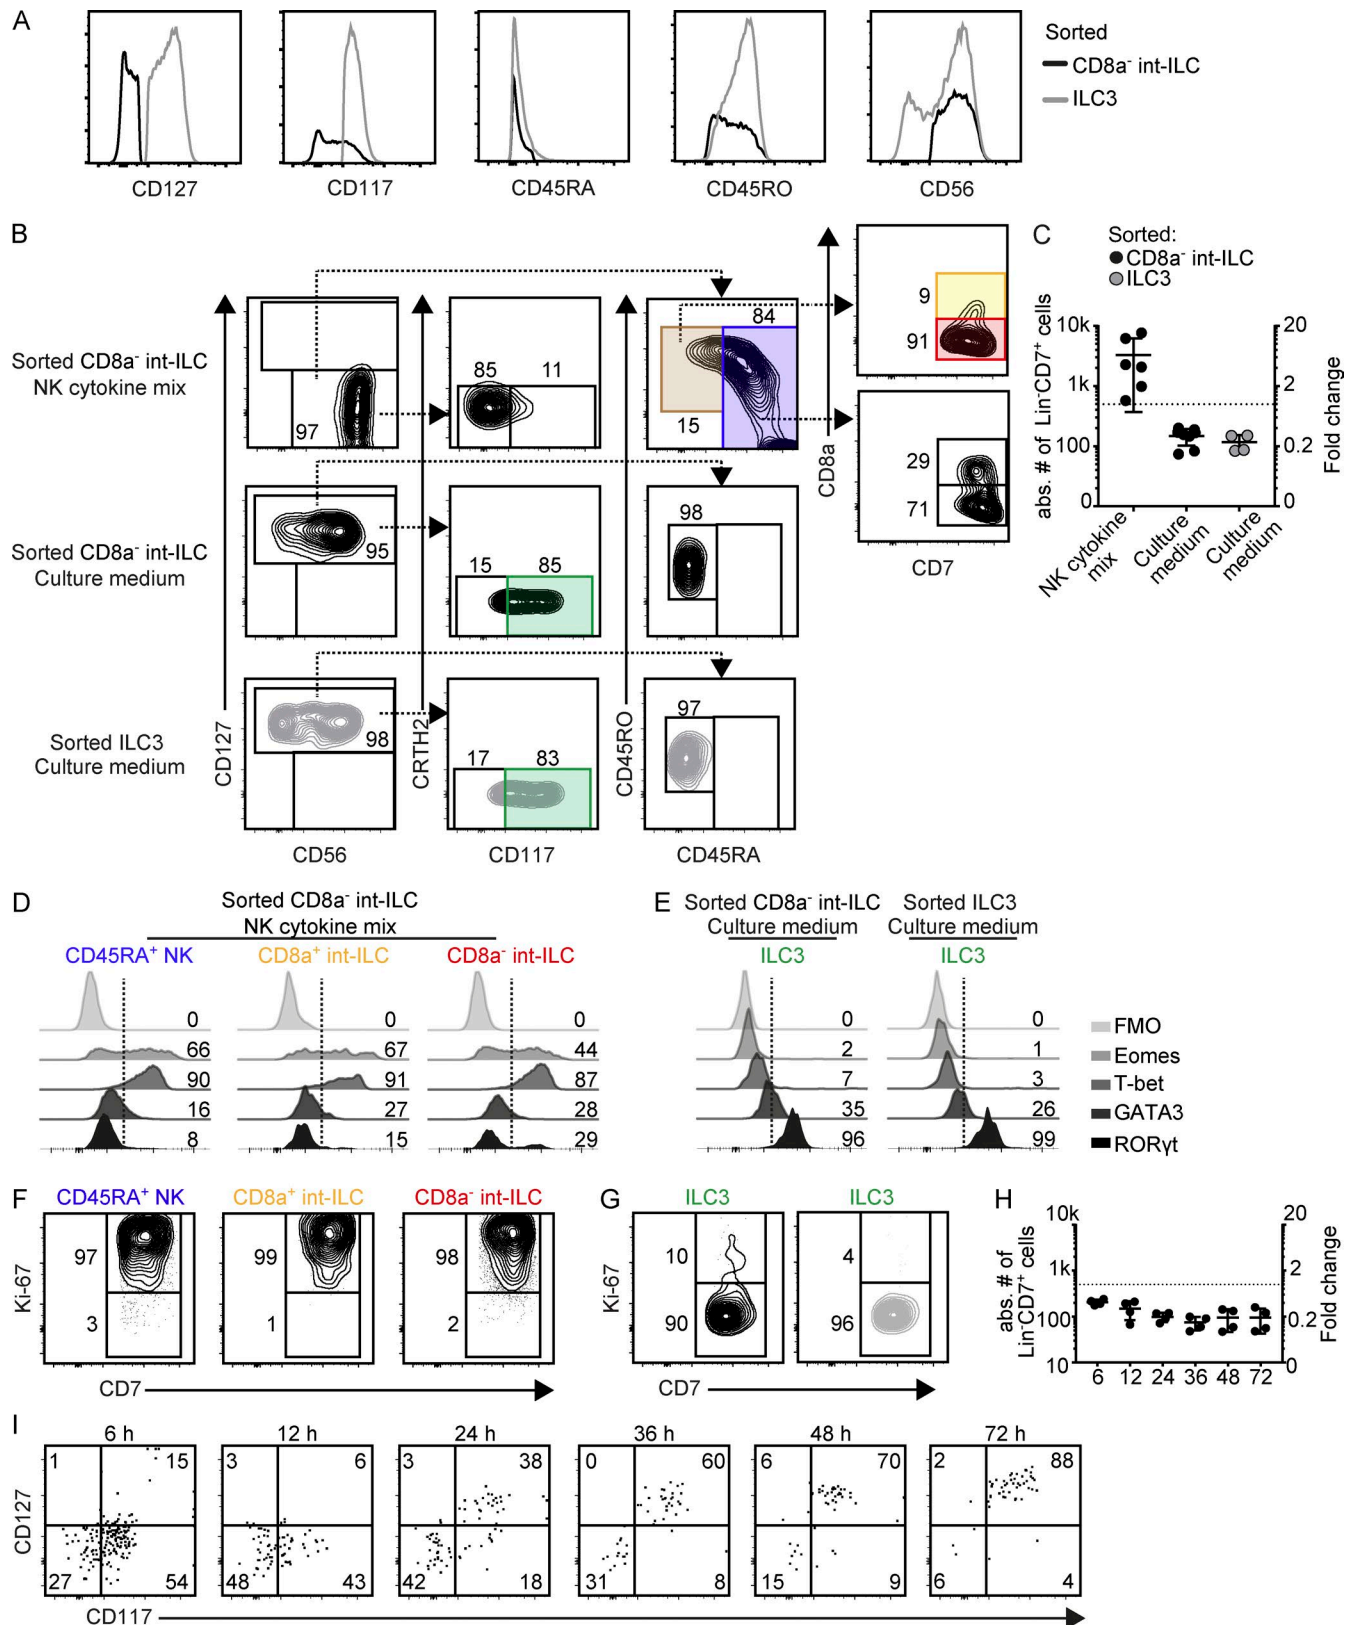 A
Sorted
CD8a⁻ int-ILC
ILC3
CD127
CD117
CD45RA
CD45RO
CD56
B
Sorted CD8a⁻ int-ILC
NK cytokine mix
97
85
11
84
15
9
91
29
71
CD8a
CD7
Sorted CD8a⁻ int-ILC
Culture medium
95
15
85
98
Sorted ILC3
Culture medium
98
17
83
97
CD127
CRTH2
CD45RO
CD56
CD117
CD45RA
C
Sorted:
CD8a⁻ int-ILC
ILC3
abs. # of Lin⁻CD7⁺ cells
10k
1k
100
0
20
2
0.2
0
Fold change
NK cytokine
mix
Culture
medium
Culture
medium
D
Sorted CD8a⁻ int-ILC
NK cytokine mix
CD45RA⁺ NK
CD8a⁺ int-ILC
CD8a⁻ int-ILC
0
66
90
16
8
0
67
91
27
15
0
44
87
28
29
E
Sorted CD8a⁻ int-ILC
Culture medium
ILC3
Sorted ILC3
Culture medium
ILC3
0
2
7
35
96
0
1
3
26
99
FMO
Eomes
T-bet
GATA3
RORγt
F
CD45RA⁺ NK
CD8a⁺ int-ILC
CD8a⁻ int-ILC
Ki-67
97
3
99
1
98
2
CD7
G
ILC3
ILC3
Ki-67
10
90
4
96
CD7
H
abs. # of
Lin⁻CD7⁺ cells
10k
1k
100
10
20
2
0.2
0
Fold change
6 12 24 36 48 72
I
6 h
12 h
24 h
36 h
48 h
72 h
CD127
1 15
27 54
3 6
48 43
3 38
42 18
0 60
31 8
6 70
15 9
2 88
6 4
CD117